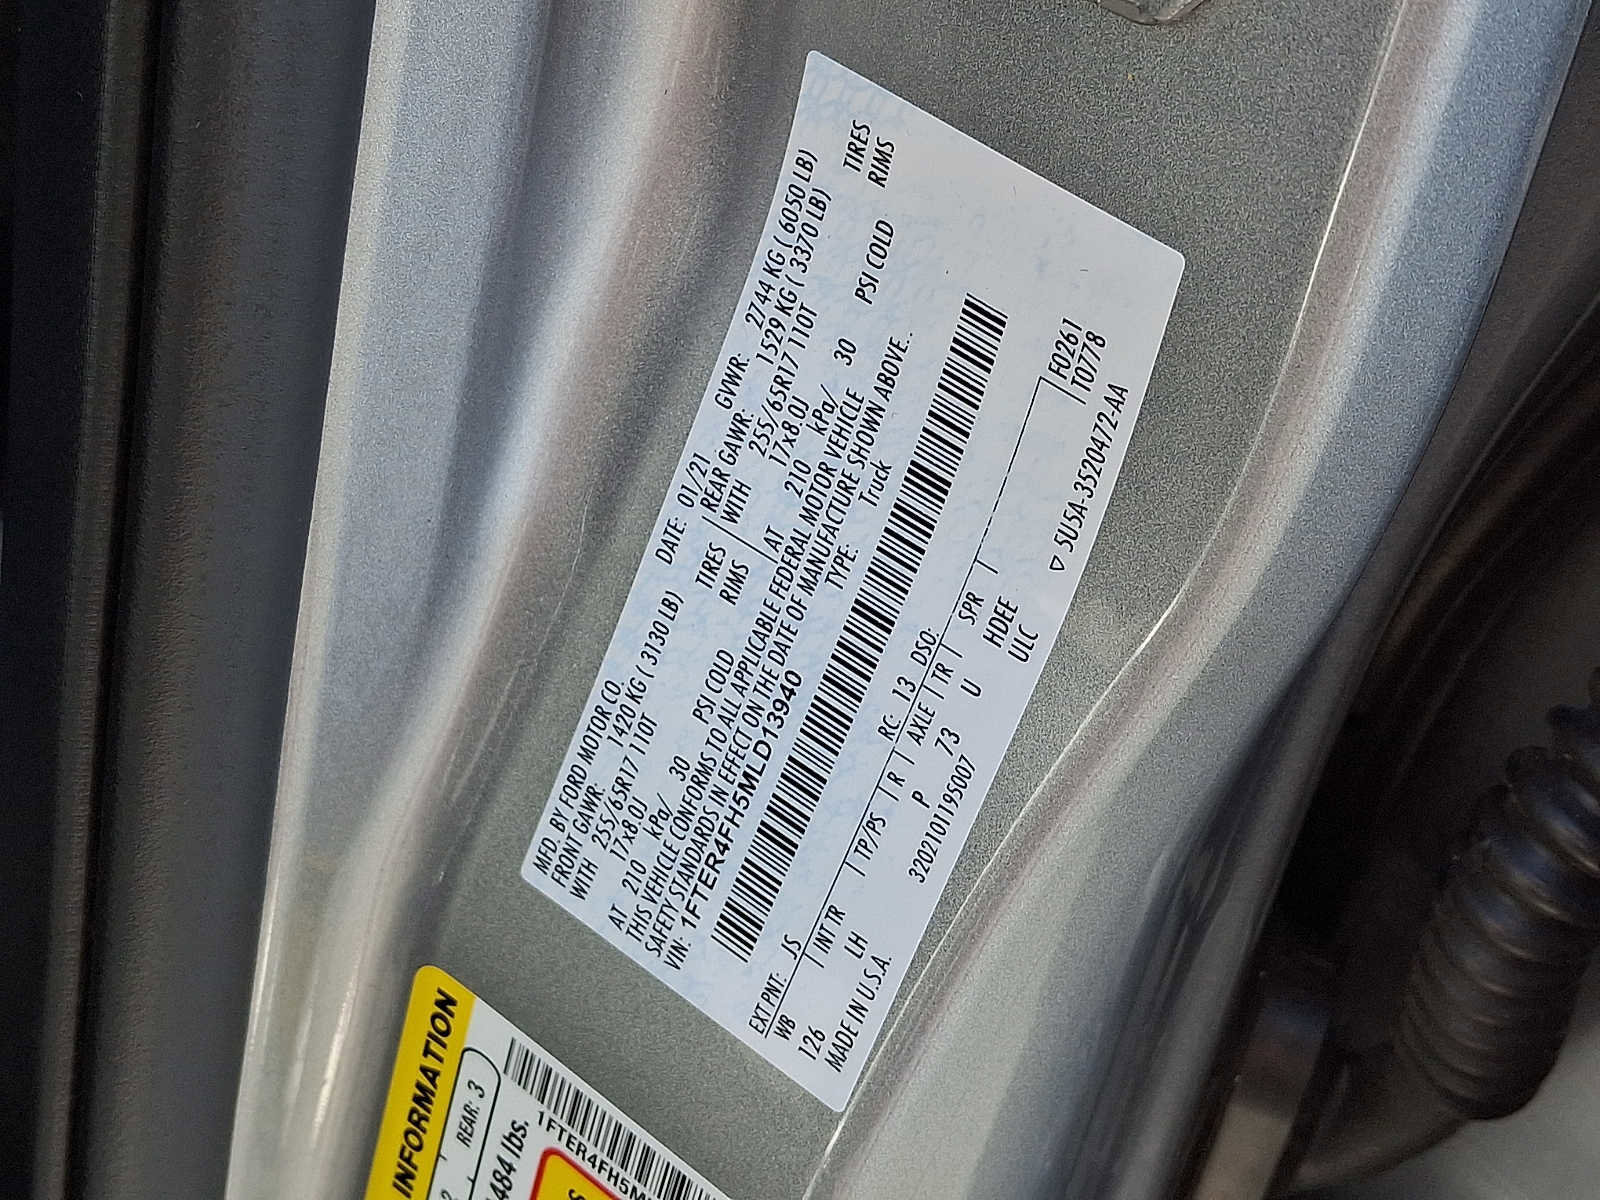 MFD. BY FORD MOTOR CO.
DATE: 01/21 GVWR: 2744 KG ( 6050 LB)
FRONT GAWR: 1420 KG ( 3130 LB) REAR GAWR: 1529 KG ( 3370 LB)
WITH 255/65R17 110T TIRES WITH 255/65R17 110T TIRES
17x8.0J RIMS 17x8.0J RIMS
AT 210 kPa/ 30 PSI COLD AT 210 kPa/ 30 PSI COLD
THIS VEHICLE CONFORMS TO ALL APPLICABLE FEDERAL MOTOR VEHICLE
SAFETY STANDARDS IN EFFECT ON THE DATE OF MANUFACTURE SHOWN ABOVE..
VIN: 1FTER4FH5MLD13940 TYPE: Truck
EXT PNT: JS RC: 13 DSO: F0261
WB INT TR TP/PS R AXLE TR SPR T0778
126 LH P 73 U HDEE
MADE IN U.S.A. 3202101195007 ULC
▽ 5U5A-3520472-AA
INFORMATION
REAR: 3
484 lbs.
1FTER4FH5M